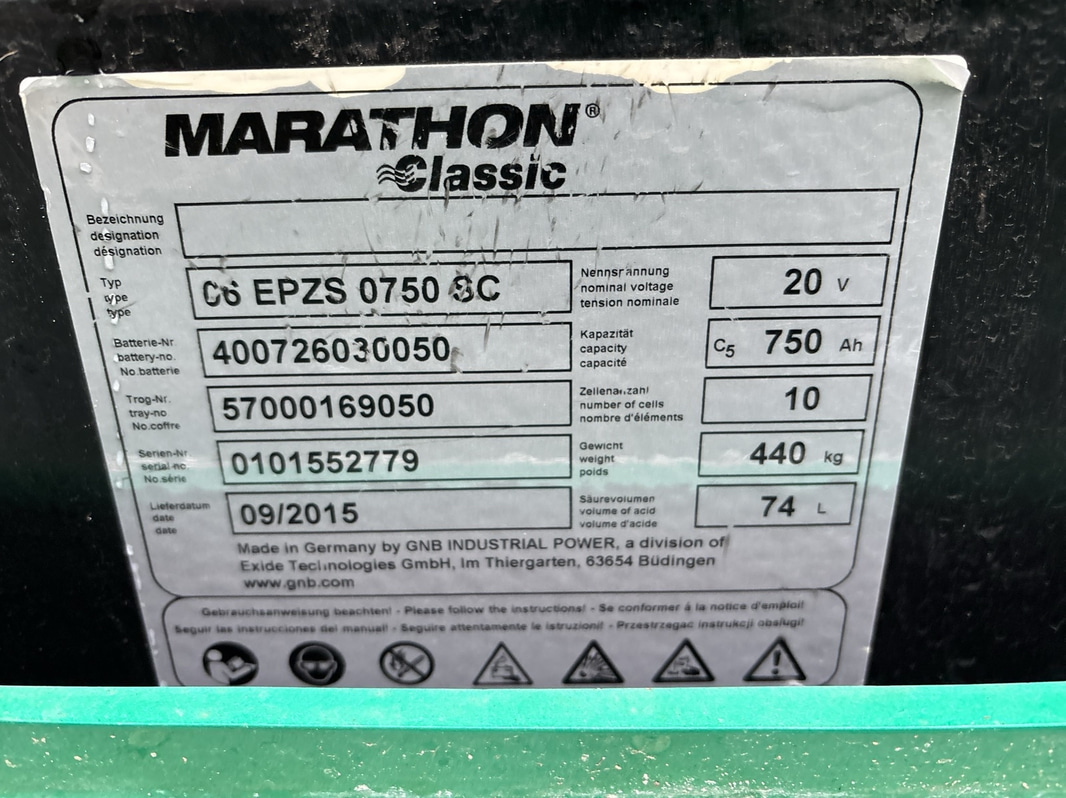 MARATHON®
Classic
Bezeichnung
designation
désignation
Typ
type
type
06 EPZS 0750 SC
Nennspannung
nominal voltage
tension nominale
20 V
Batterie-Nr
battery-no.
No.batterie
400726030050
Kapazität
capacity
capacité
C5 750 Ah
Trog-Nr.
tray-no
No.coffre
57000169050
Zellenanzahl
number of cells
nombre d'éléments
10
Serien-Nr
serial-no.
No.série
0101552779
Gewicht
weight
poids
440 kg
Lieferdatum
date
date
09/2015
Säurevolumen
volume of acid
volume d'acide
74 L
Made in Germany by GNB INDUSTRIAL POWER, a division of
Exide Technologies GmbH, Im Thiergarten, 63654 Büdingen
www.gnb.com
Gebrauchsanweisung beachten! - Please follow the instructions! - Se conformer à la notice d'emploi!
Seguir las instrucciones del manual! - Seguire attentamente le istruzioni! - Przestrzegac instrukcji obslugi!